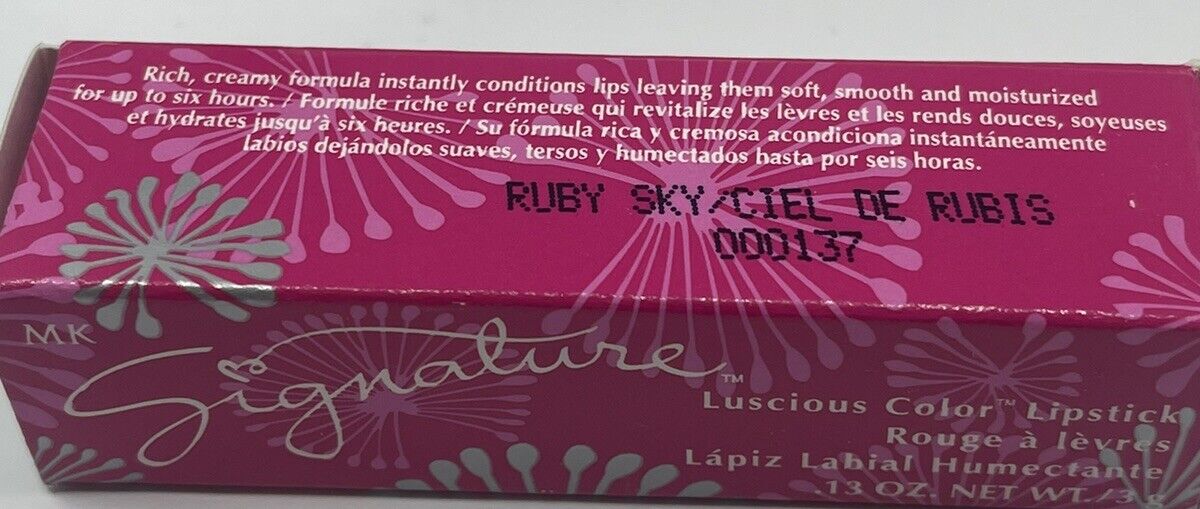 Rich, creamy formula instantly conditions lips leaving them soft, smooth and moisturized
for up to six hours. / Formule riche et crémeuse qui revitalize les lèvres et les rends douces, soyeuses
et hydrates jusqu'à six heures. / Su fórmula rica y cremosa acondiciona instantáneamente
labios dejándolos suaves, tersos y humectados hasta por seis horas.
RUBY SKY/CIEL DE RUBIS
000137
MK
Signature™
Luscious Color™ Lipstick
Rouge à lèvres
Lápiz Labial Humectante
.13 OZ. NET WT./3 g